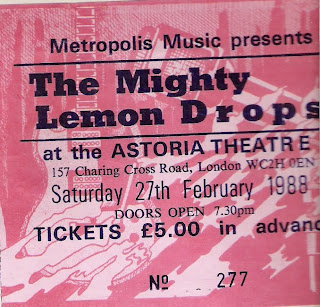 Metropolis Music presents
The Mighty
Lemon Drops
at the ASTORIA THEATRE
157 Charing Cross Road, London WC2H 0EN
Saturday 27th February 1988
DOORS OPEN 7.30pm
TICKETS £5.00 in advanc
No 277